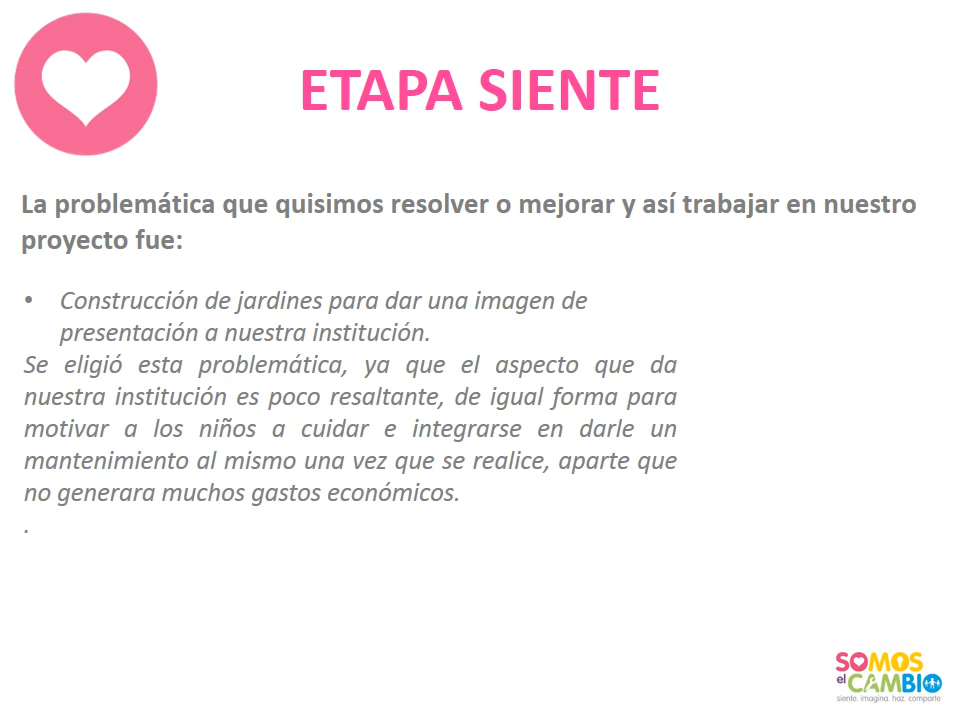 ETAPA SIENTE
La problemática que quisimos resolver o mejorar y así trabajar en nuestro
proyecto fue:
• Construcción de jardines para dar una imagen de
presentación a nuestra institución.
Se eligió esta problemática, ya que el aspecto que da
nuestra institución es poco resaltante, de igual forma para
motivar a los niños a cuidar e integrarse en darle un
mantenimiento al mismo una vez que se realice, aparte que
no generara muchos gastos económicos.
.
SOMOS
el CAMBIO
siente. imagina. haz. comparte